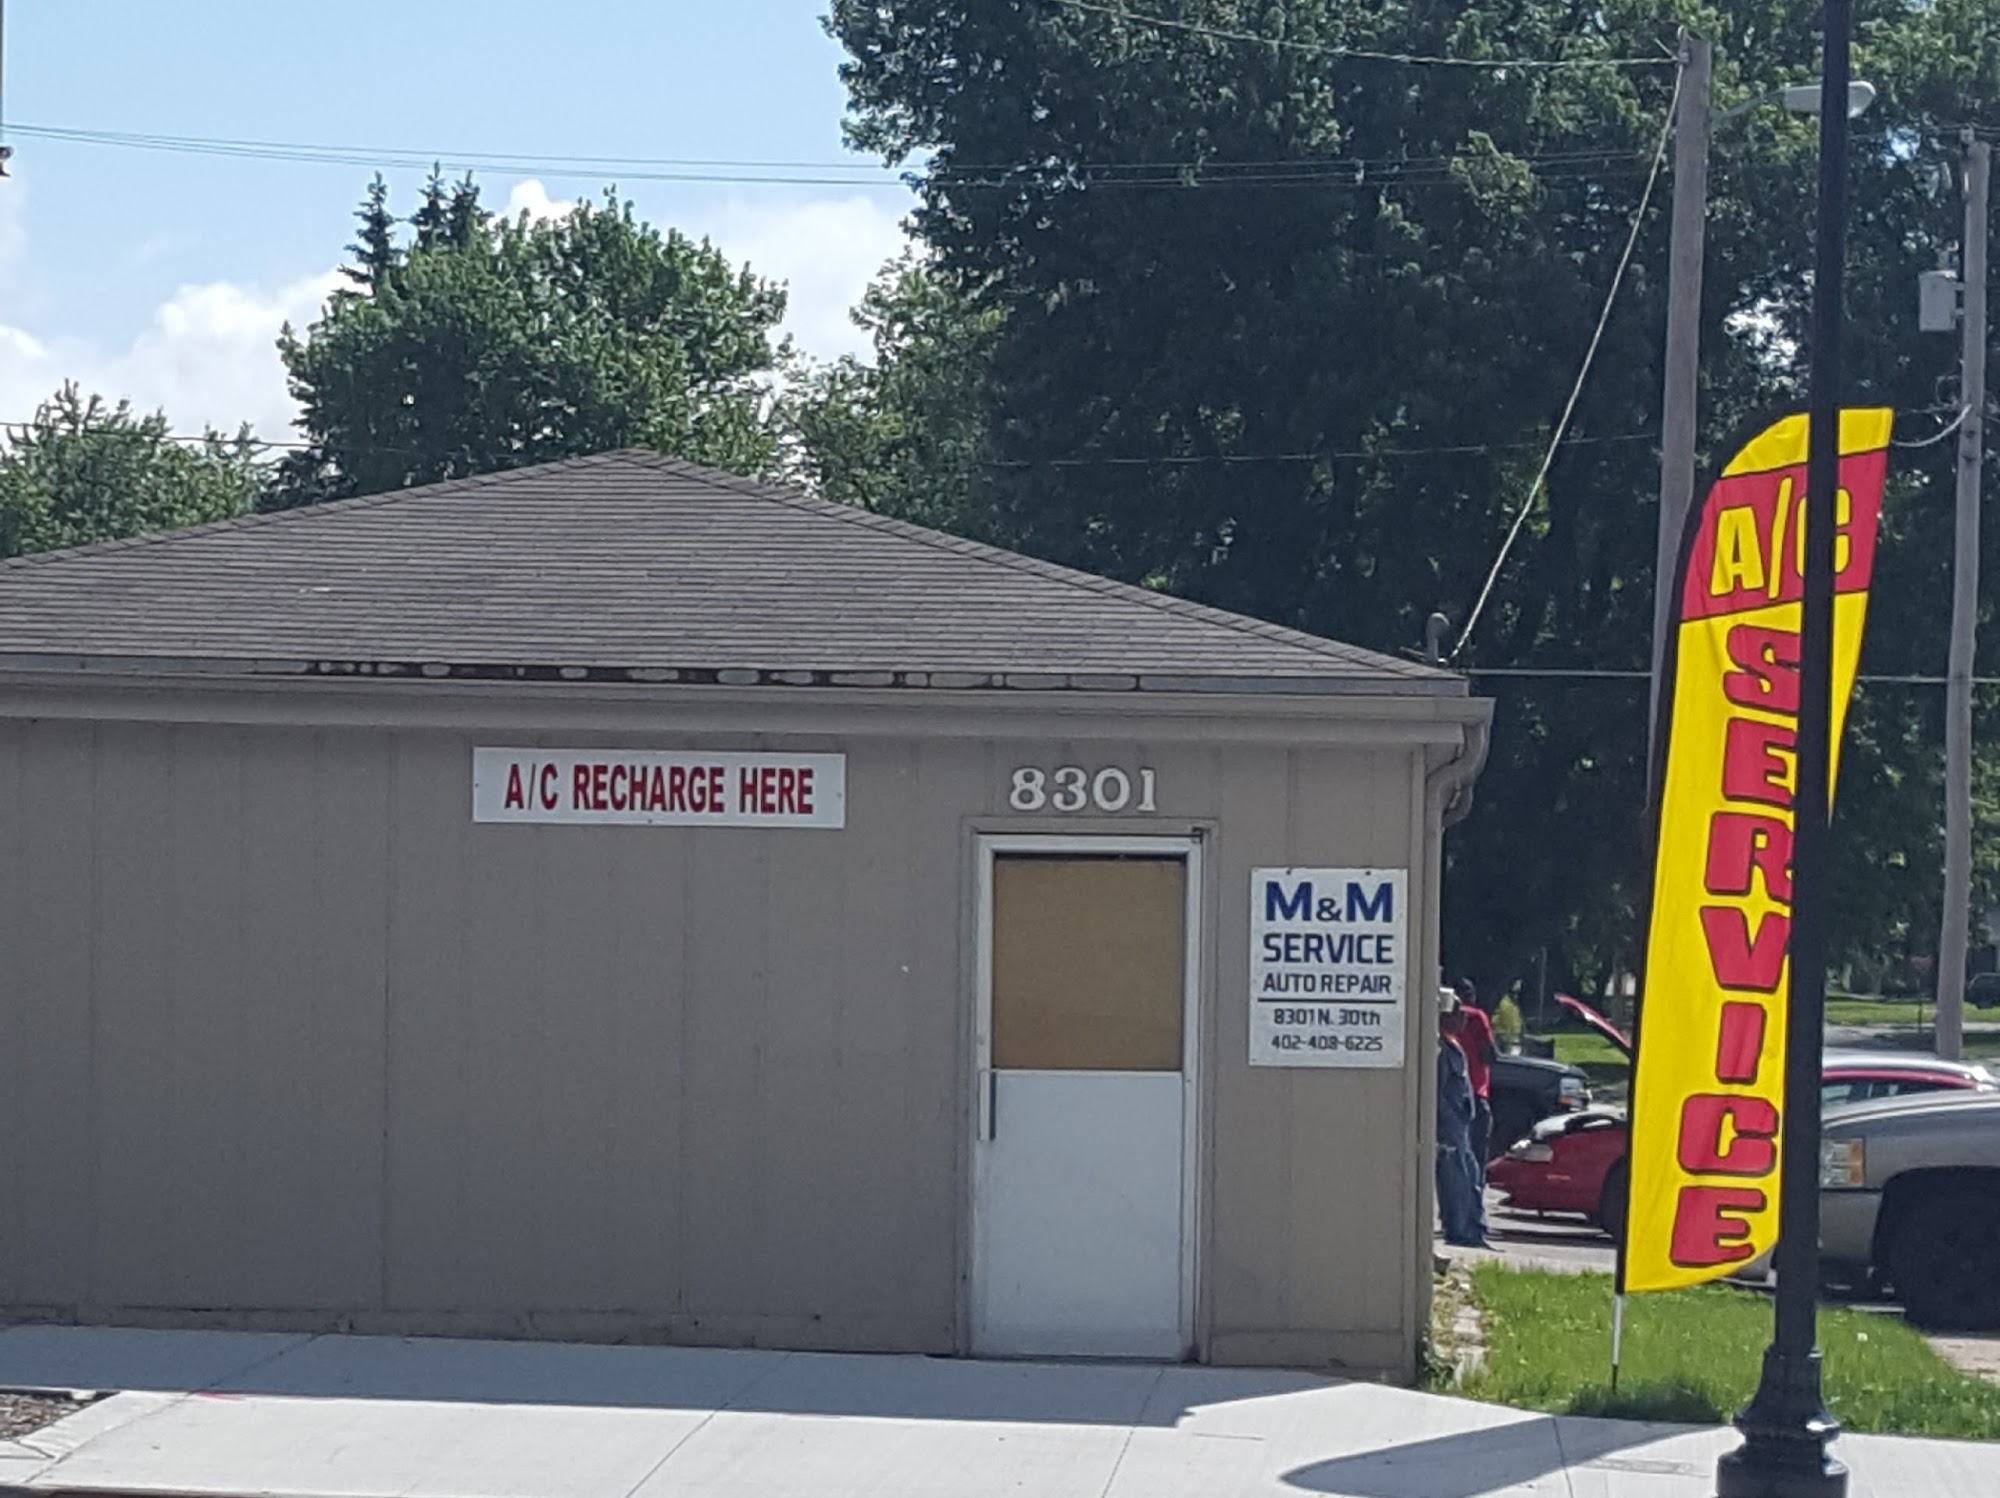 A/C RECHARGE HERE
8301
M&M
SERVICE
AUTO REPAIR
8301 N. 30th
402-408-6225
A/C
SERVICE